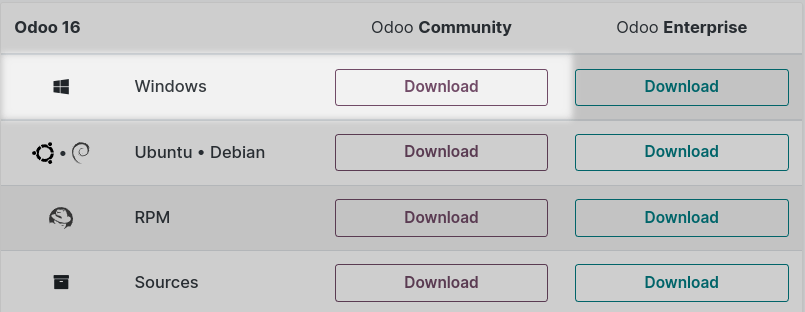 Odoo 16 Odoo Community Odoo Enterprise
Windows Download Download
Ubuntu • Debian Download Download
RPM Download Download
Sources Download Download